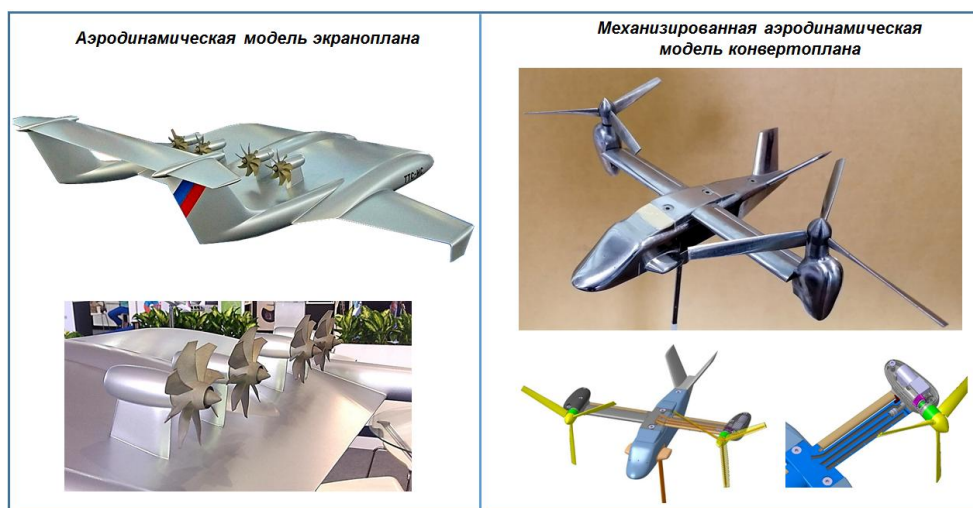 Аэродинамическая модель экраноплана
Механизированная аэродинамическая
модель конвертоплана